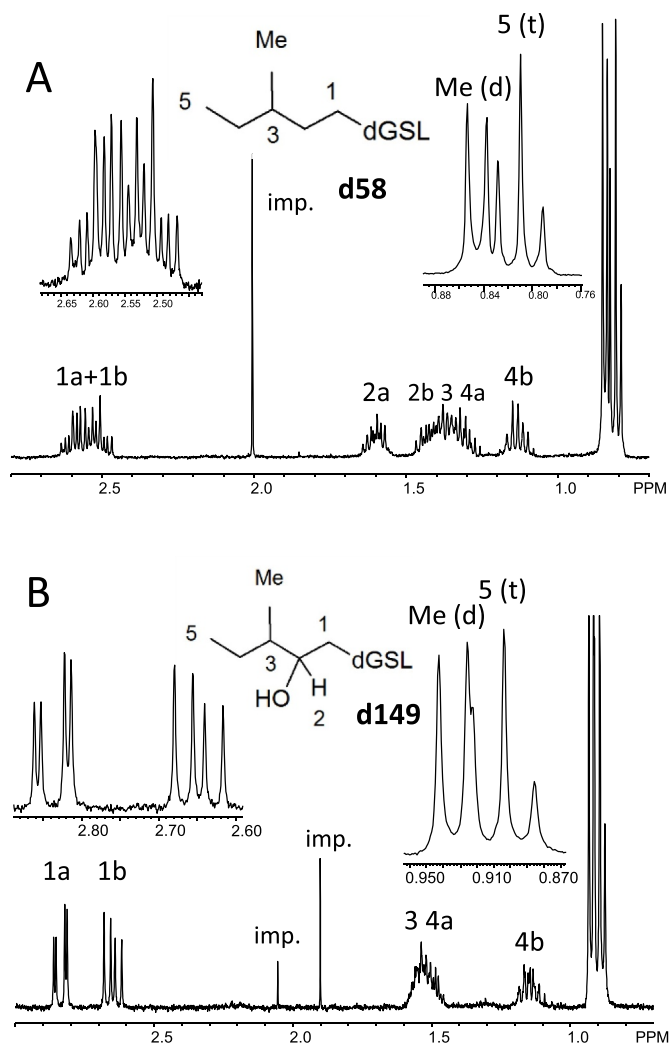 A
5 (t)
Me
Me (d)
5
1
3
dGSL
d58
imp.
2.65 2.60 2.55 2.50
0.88 0.84 0.80 0.76
1a+1b
2a
2b 3 4a
4b
2.5 2.0 1.5 1.0 PPM
B
5 (t)
Me
Me (d)
5
1
3
dGSL
HO
H
2
d149
2.80 2.70 2.60
imp.
0.950 0.910 0.870
1a
1b
imp.
3 4a
4b
2.5 2.0 1.5 1.0 PPM